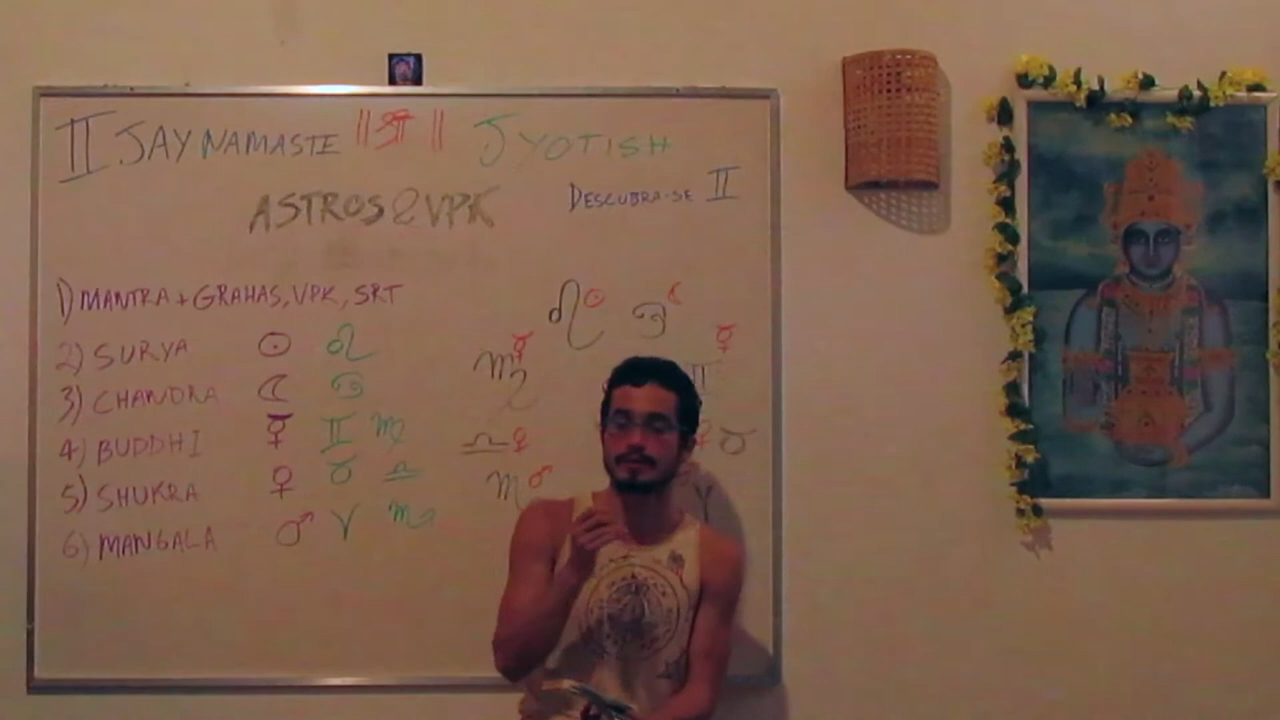 II JAY NAMASTE ||श्री|| JYOTISH
ASTROS & VPK DESCUBRA-SE II
1) MANTRA + GRAHAS, VPK, SRT
2) SURYA ☉ ♌
3) CHANDRA ☾ ♋
4) BUDDHI ☿ ♊ ♍
5) SHUKRA ♀ ♉ ♎
6) MANGALA ♂ ♈ ♏
♌ ☉ ♋ ☾
♍ ☿ ♊ ☿
♎ ♀ ♀ ♉
♏ ♂ ♈